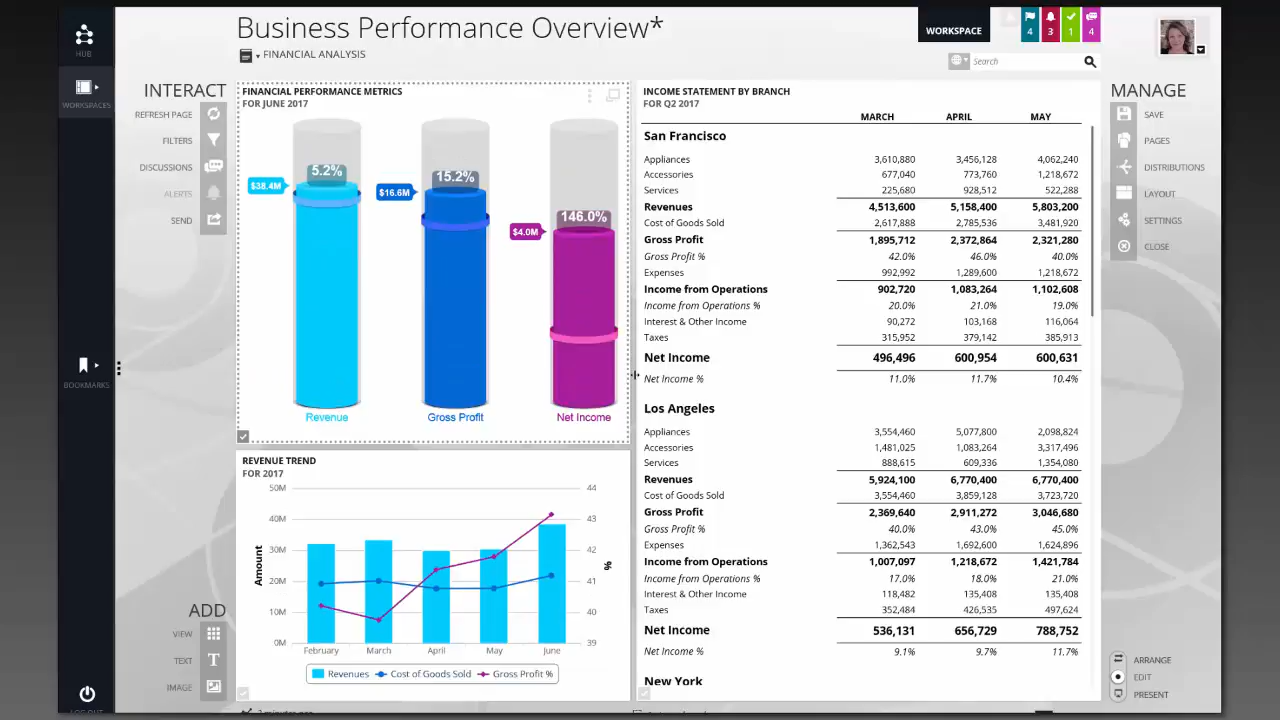 Business Performance Overview*
FINANCIAL ANALYSIS
WORKSPACE
4 3 1 4
Search
HUB
WORKSPACES
BOOKMARKS
INTERACT
REFRESH PAGE
FILTERS
DISCUSSIONS
ALERTS
SEND
ADD
VIEW
TEXT
T
IMAGE
FINANCIAL PERFORMANCE METRICS
FOR JUNE 2017
5.2%
$38.4M
15.2%
$16.6M
146.0%
$4.0M
Revenue Gross Profit Net Income
REVENUE TREND
FOR 2017
50M 44
40M 43
30M 42
20M 41
10M 40
0M 39
Amount
%
February March April May June
Revenues Cost of Goods Sold Gross Profit %
INCOME STATEMENT BY BRANCH
FOR Q2 2017
MARCH APRIL MAY
San Francisco
Appliances 3,610,880 3,456,128 4,062,240
Accessories 677,040 773,760 1,218,672
Services 225,680 928,512 522,288
Revenues 4,513,600 5,158,400 5,803,200
Cost of Goods Sold 2,617,888 2,785,536 3,481,920
Gross Profit 1,895,712 2,372,864 2,321,280
Gross Profit % 42.0% 46.0% 40.0%
Expenses 992,992 1,289,600 1,218,672
Income from Operations 902,720 1,083,264 1,102,608
Income from Operations % 20.0% 21.0% 19.0%
Interest & Other Income 90,272 103,168 116,064
Taxes 315,952 379,142 385,913
Net Income 496,496 600,954 600,631
Net Income % 11.0% 11.7% 10.4%
Los Angeles
Appliances 3,554,460 5,077,800 2,098,824
Accessories 1,481,025 1,083,264 3,317,496
Services 888,615 609,336 1,354,080
Revenues 5,924,100 6,770,400 6,770,400
Cost of Goods Sold 3,554,460 3,859,128 3,723,720
Gross Profit 2,369,640 2,911,272 3,046,680
Gross Profit % 40.0% 43.0% 45.0%
Expenses 1,362,543 1,692,600 1,624,896
Income from Operations 1,007,097 1,218,672 1,421,784
Income from Operations % 17.0% 18.0% 21.0%
Interest & Other Income 118,482 135,408 135,408
Taxes 352,484 426,535 497,624
Net Income 536,131 656,729 788,752
Net Income % 9.1% 9.7% 11.7%
New York
MANAGE
SAVE
PAGES
DISTRIBUTIONS
LAYOUT
SETTINGS
CLOSE
ARRANGE
EDIT
PRESENT